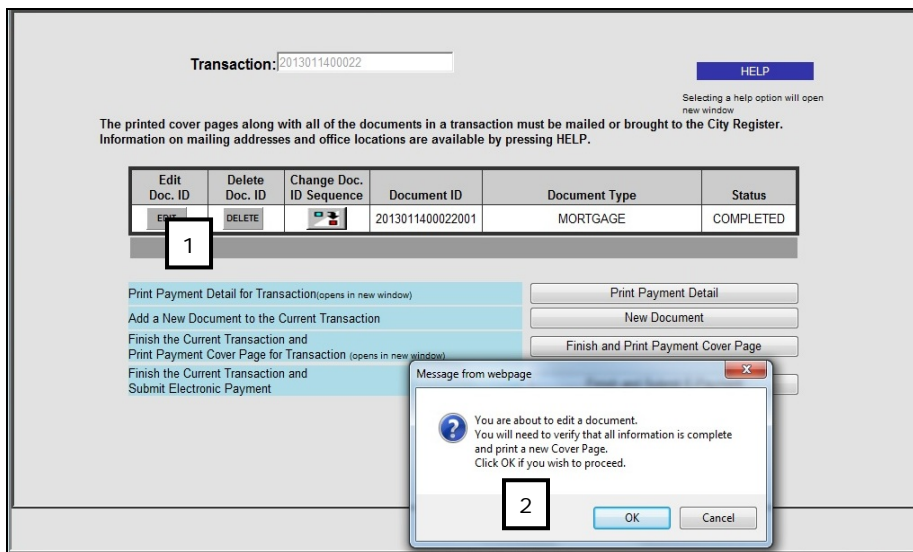 Transaction: 2013011400022
HELP
Selecting a help option will open
new window
The printed cover pages along with all of the documents in a transaction must be mailed or brought to the City Register.
Information on mailing addresses and office locations are available by pressing HELP.
Edit Doc. ID Delete Doc. ID Change Doc. ID Sequence Document ID Document Type Status
EDIT DELETE 2013011400022001 MORTGAGE COMPLETED
1
Print Payment Detail for Transaction(opens in new window) Print Payment Detail
Add a New Document to the Current Transaction New Document
Finish the Current Transaction and
Print Payment Cover Page for Transaction (opens in new window) Finish and Print Payment Cover Page
Finish the Current Transaction and
Submit Electronic Payment
Message from webpage
You are about to edit a document.
You will need to verify that all information is complete
and print a new Cover Page.
Click OK if you wish to proceed.
2
OK Cancel